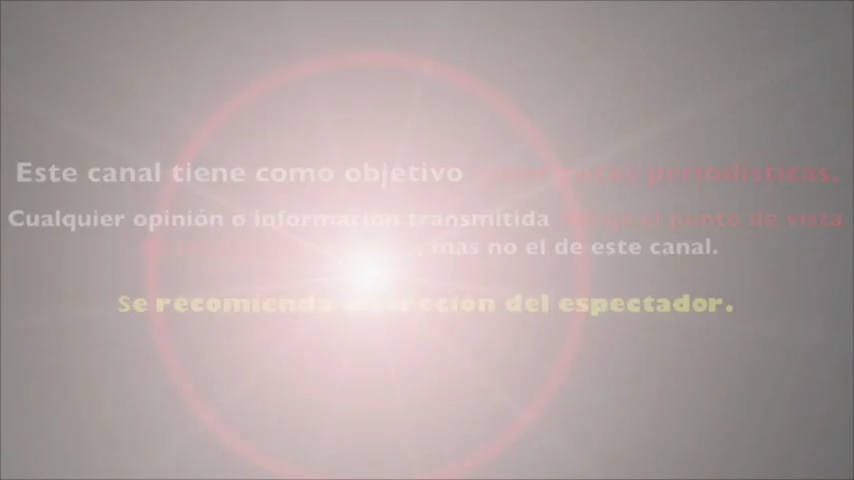 Este canal tiene como objetivo periodísticas.
Cualquier opinión o información transmitida el punto de vista
, mas no el de este canal.
Se recomienda discreción del espectador.